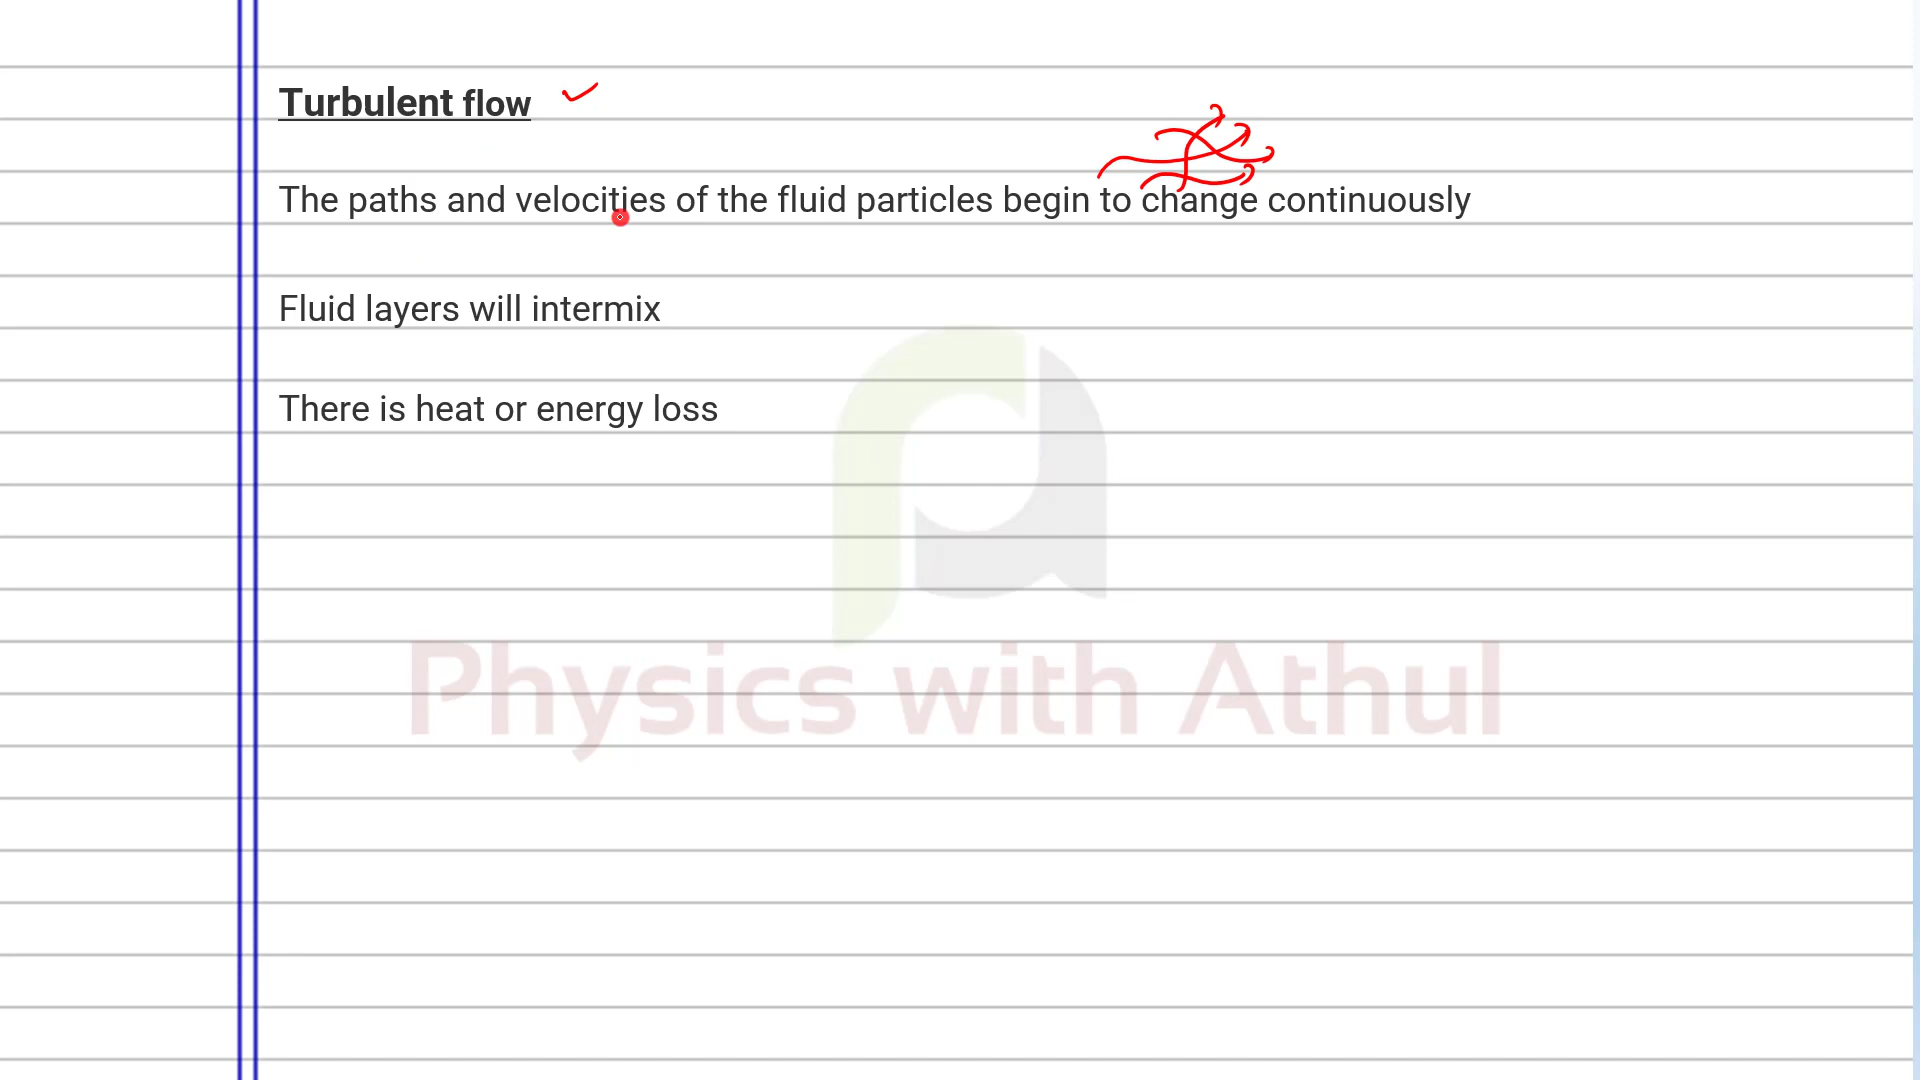 Turbulent flow
The paths and velocities of the fluid particles begin to change continuously
Fluid layers will intermix
There is heat or energy loss
Physics with Athul